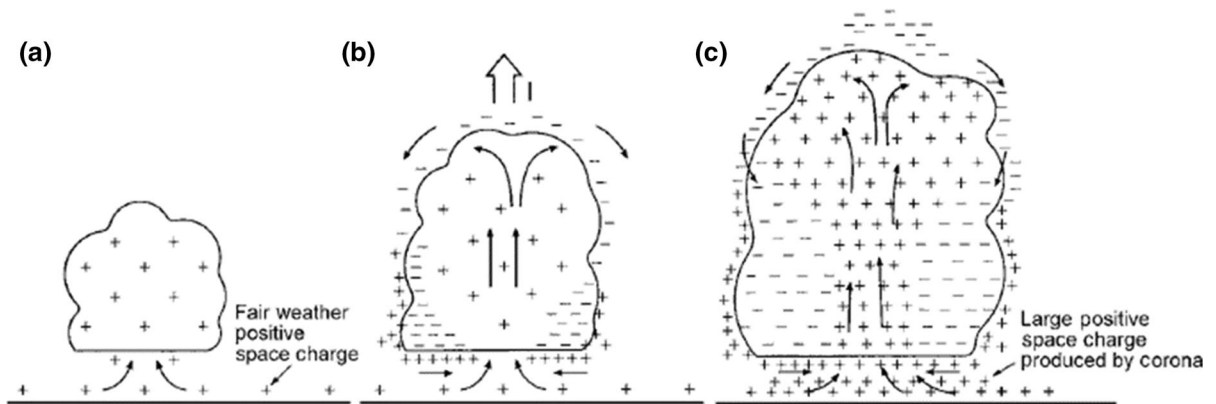 (a)
(b)
(c)
Fair weather
positive
space charge
Large positive
space charge
produced by corona